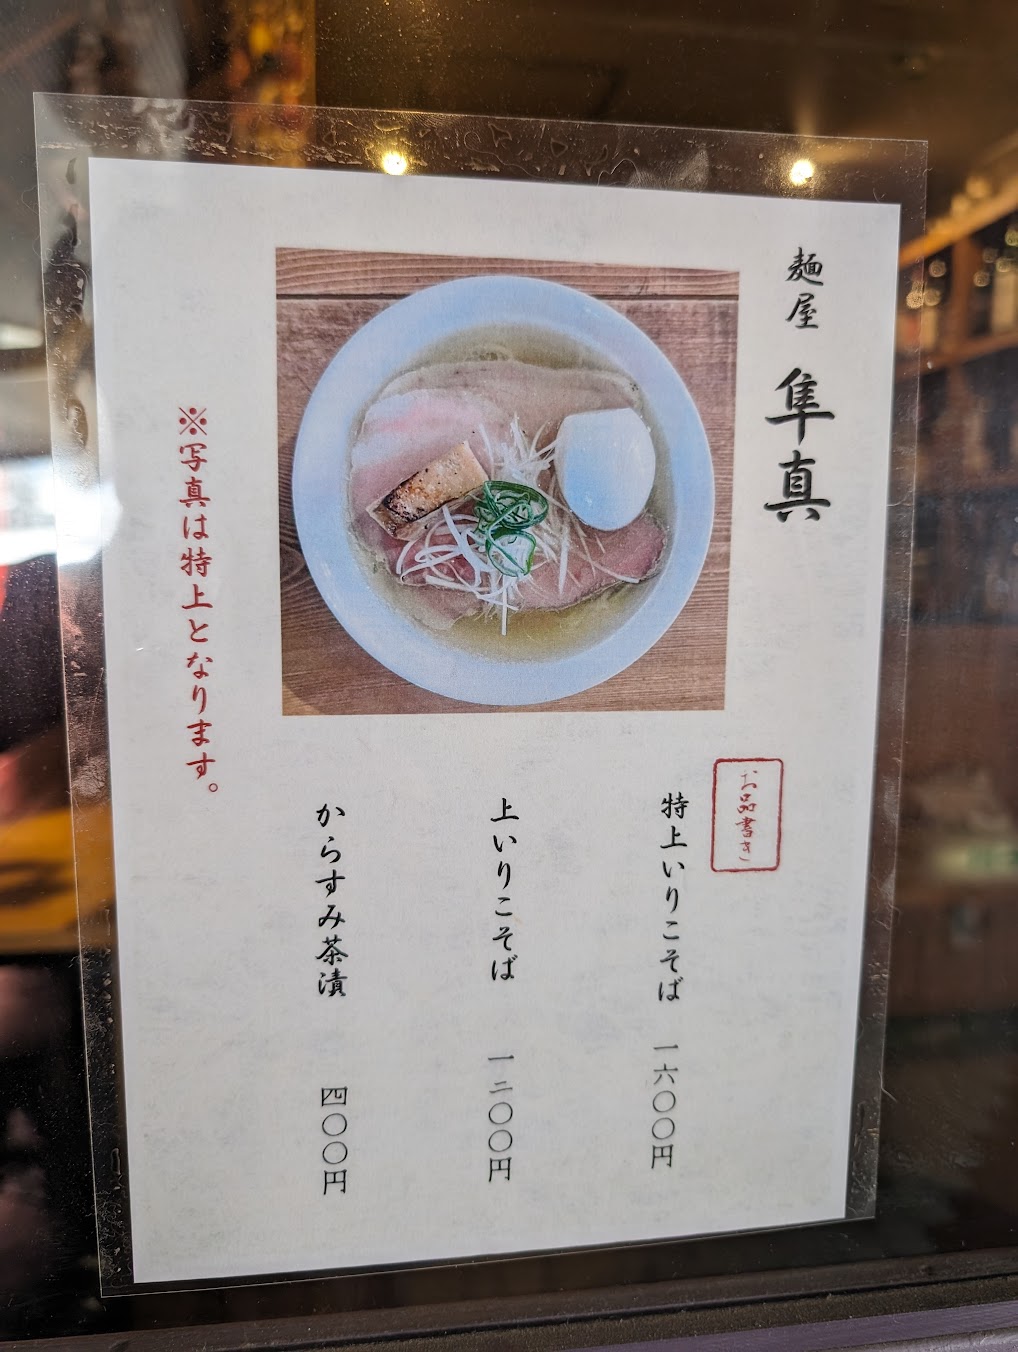 麺屋 隼真
お品書き
特上いりこそば 一六〇〇円
上いりこそば 一二〇〇円
からすみ茶漬 四〇〇円
※写真は特上となります。